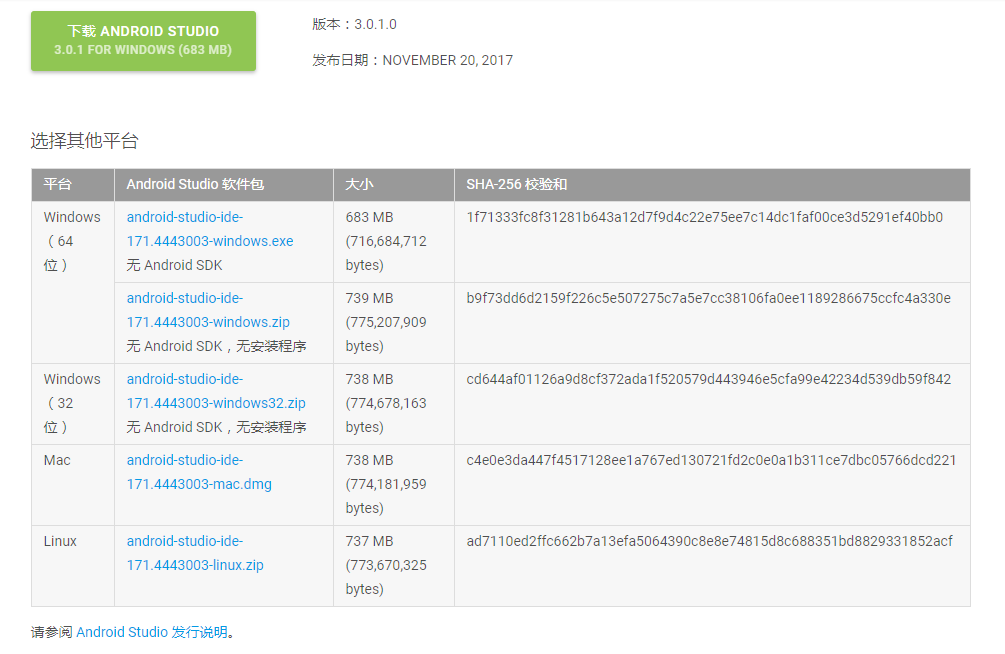 下载 ANDROID STUDIO
3.0.1 FOR WINDOWS (683 MB)
版本：3.0.1.0
发布日期：NOVEMBER 20, 2017
选择其他平台
平台 Android Studio 软件包 大小 SHA-256 校验和
Windows android-studio-ide- 683 MB 1f71333fc8f31281b643a12d7f9d4c22e75ee7c14dc1faf00ce3d5291ef40bb0
（64 171.4443003-windows.exe (716,684,712
位） 无 Android SDK bytes)
android-studio-ide- 739 MB b9f73dd6d2159f226c5e507275c7a5e7cc38106fa0ee1189286675ccfc4a330e
171.4443003-windows.zip (775,207,909
无 Android SDK，无安装程序 bytes)
Windows android-studio-ide- 738 MB cd644af01126a9d8cf372ada1f520579d443946e5cfa99e42234d539db59f842
（32 171.4443003-windows32.zip (774,678,163
位） 无 Android SDK，无安装程序 bytes)
Mac android-studio-ide- 738 MB c4e0e3da447f4517128ee1a767ed130721fd2c0e0a1b311ce7dbc05766dcd221
171.4443003-mac.dmg (774,181,959
bytes)
Linux android-studio-ide- 737 MB ad7110ed2ffc662b7a13efa5064390c8e8e74815d8c688351bd8829331852acf
171.4443003-linux.zip (773,670,325
bytes)
请参阅 Android Studio 发行说明。